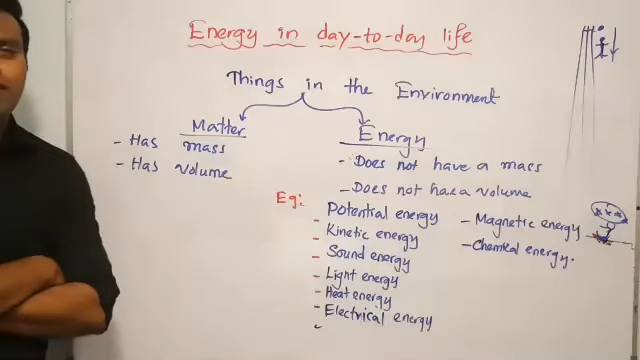 Energy in day-to-day life
Things in the Environment
Matter
- Has mass
- Has volume
Energy
- Does not have a mass
- Does not have a volume
Eg:
- Potential energy
- Kinetic energy
- Sound energy
- Light energy
- Heat energy
- Electrical energy
- Magnetic energy
- Chemical energy.